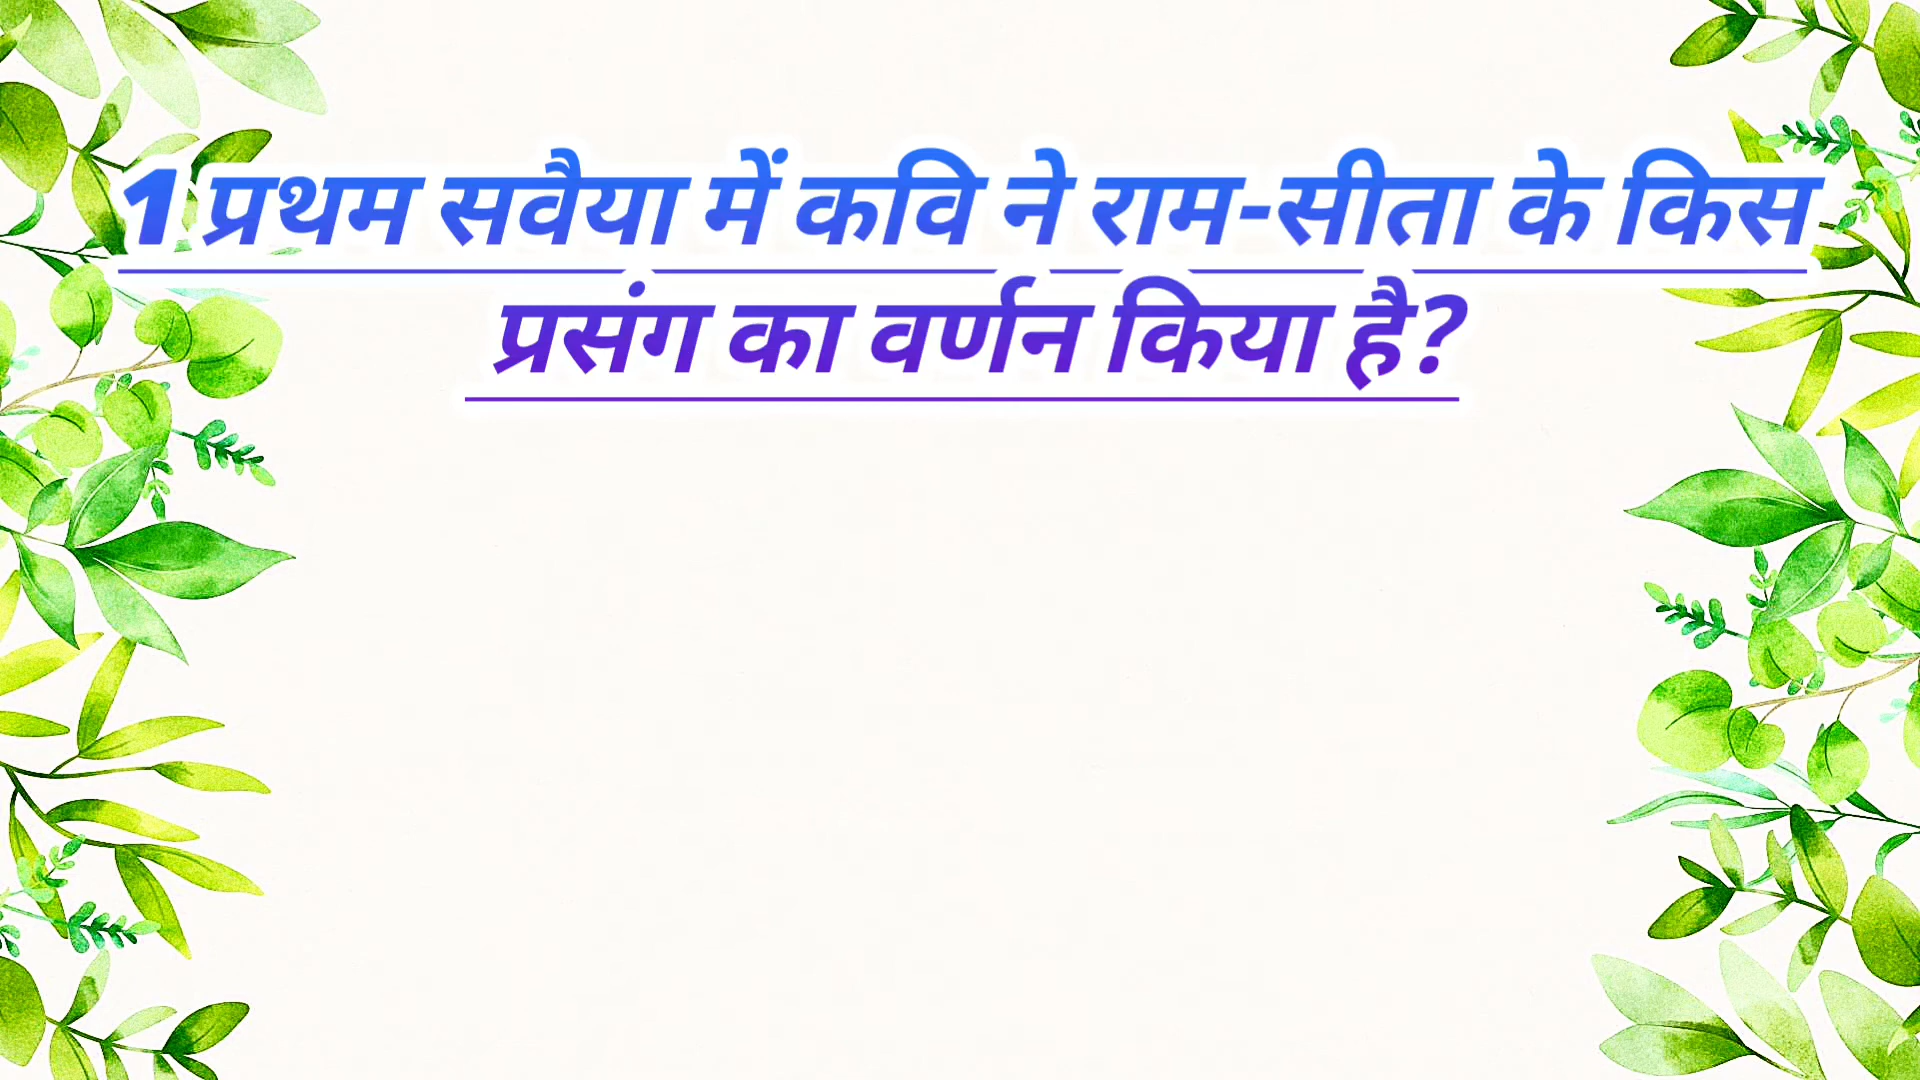 1 प्रथम सवैया में कवि ने राम-सीता के किस
प्रसंग का वर्णन किया है?